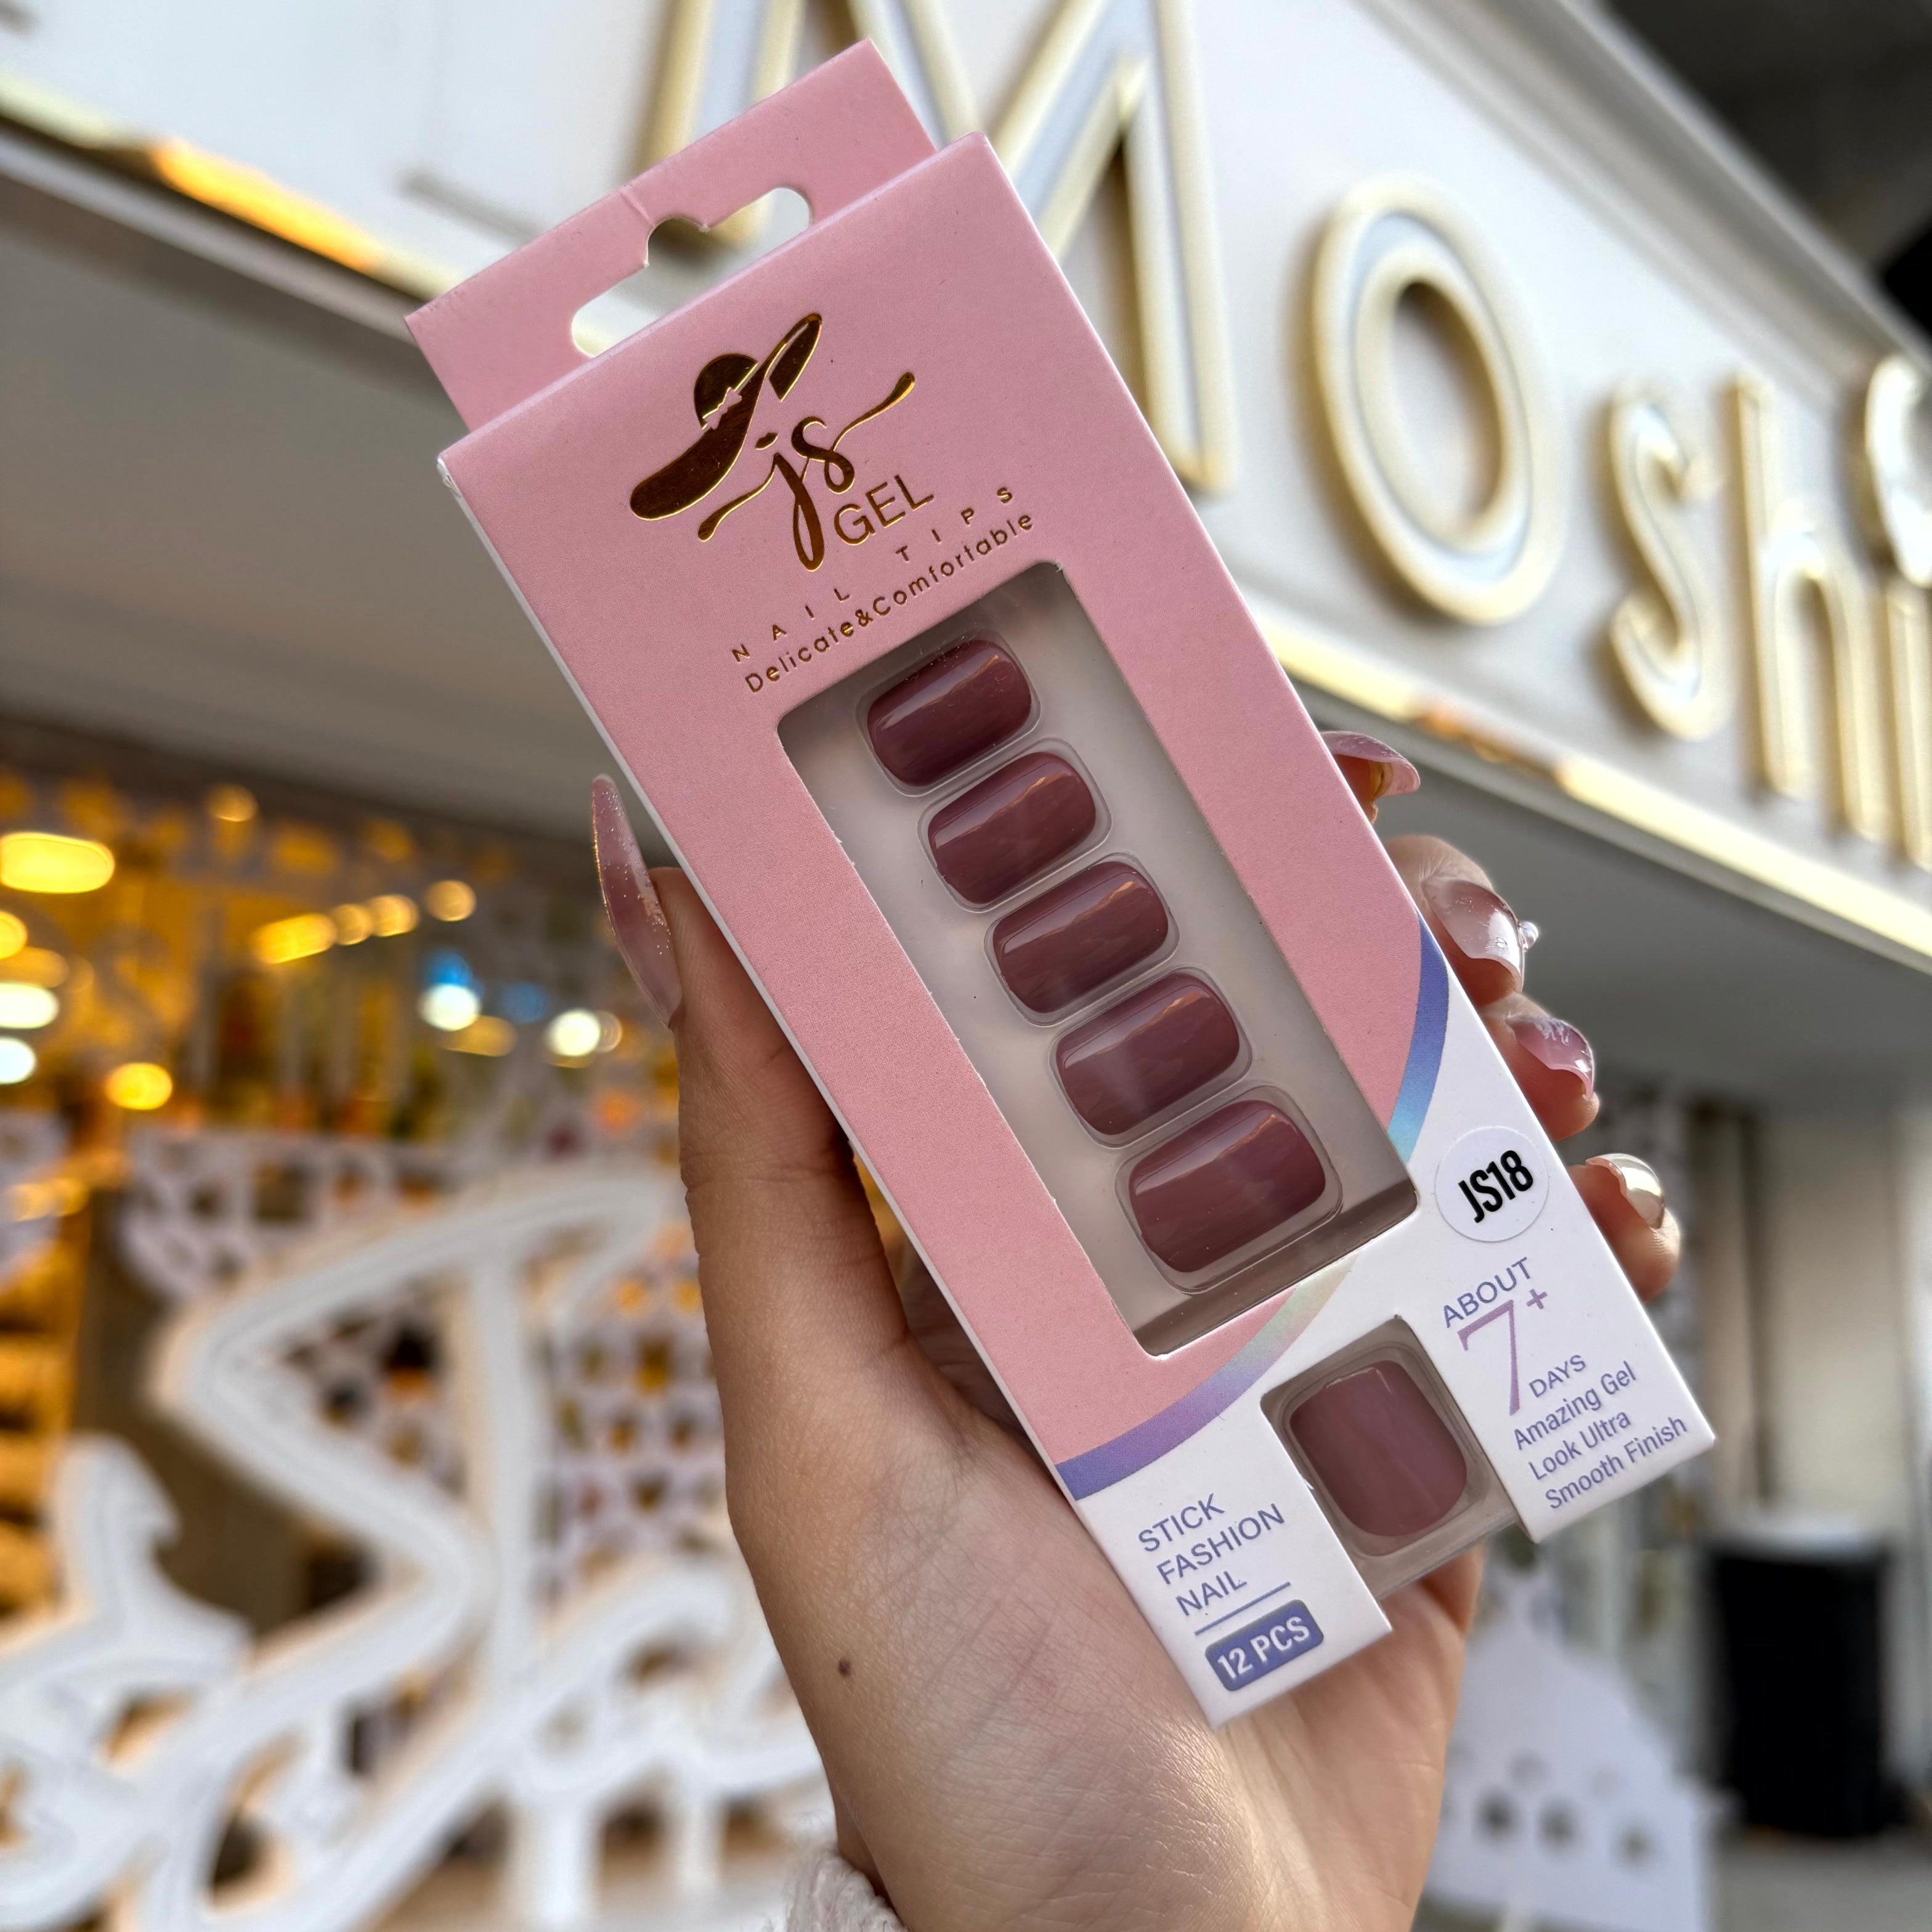 Moshi
js
GEL
NAIL TIPS
Delicate&Comfortable
JS18
ABOUT
7+
DAYS
Amazing Gel
Look Ultra
Smooth Finish
STICK
FASHION
NAIL
12 PCS